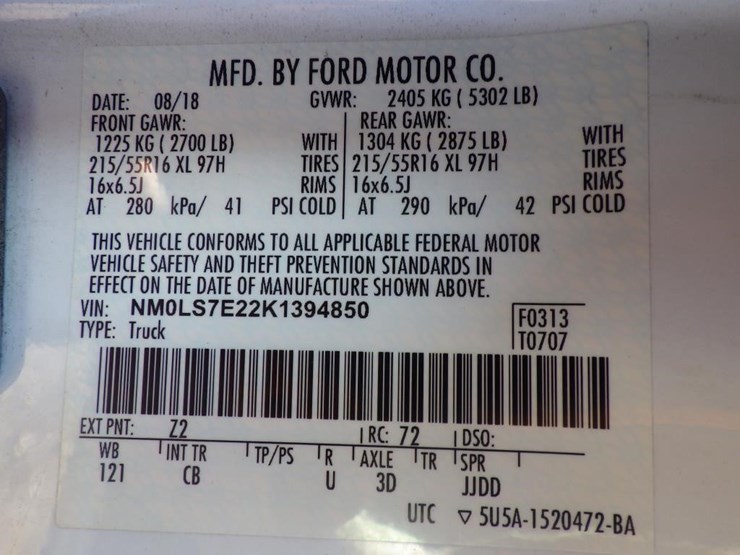 MFD. BY FORD MOTOR CO.
DATE: 08/18 GVWR: 2405 KG ( 5302 LB)
FRONT GAWR: REAR GAWR:
1225 KG ( 2700 LB) WITH 1304 KG ( 2875 LB) WITH
215/55R16 XL 97H TIRES 215/55R16 XL 97H TIRES
16x6.5J RIMS 16x6.5J RIMS
AT 280 kPa/ 41 PSI COLD AT 290 kPa/ 42 PSI COLD
THIS VEHICLE CONFORMS TO ALL APPLICABLE FEDERAL MOTOR
VEHICLE SAFETY AND THEFT PREVENTION STANDARDS IN
EFFECT ON THE DATE OF MANUFACTURE SHOWN ABOVE.
VIN: NM0LS7E22K1394850
TYPE: Truck
F0313
T0707
EXT PNT: Z2 RC: 72 DSO:
WB INT TR TP/PS R AXLE TR SPR
121 CB U 3D JJDD
UTC ▽ 5U5A-1520472-BA